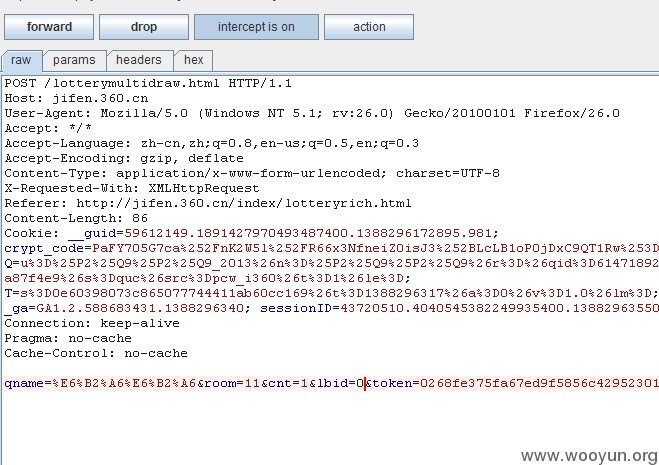 forward drop intercept is on action
raw params headers hex
POST /lotterymultidraw.html HTTP/1.1
Host: jifen.360.cn
User-Agent: Mozilla/5.0 (Windows NT 5.1; rv:26.0) Gecko/20100101 Firefox/26.0
Accept: */*
Accept-Language: zh-cn,zh;q=0.8,en-us;q=0.5,en;q=0.3
Accept-Encoding: gzip, deflate
Content-Type: application/x-www-form-urlencoded; charset=UTF-8
X-Requested-With: XMLHttpRequest
Referer: http://jifen.360.cn/index/lotteryrich.html
Content-Length: 86
Cookie: __guid=59612149.1891427970493487400.1388296172895.981;
crypt_code=PaFY705G7ca%252FnK2W5l%252FR66x3NfneiZ0isJ3%252BLcLB1oP0jDxC9QT1Rw%253D
Q=u%3D%25P2%25Q9%25P2%25Q9_2013%26n%3D%25P2%25Q9%25P2%25Q9%26r%3D%26qid%3D61471892
a87f4e9%26s%3Dquc%26src%3Dpcw_i360%26t%3D1%26le%3D;
T=s%3D0e60398073c865077744411ab60cc169%26t%3D1388296317%26a%3D0%26v%3D1.0%26lm%3D;
_ga=GA1.2.588683431.1388296340; sessionID=43720510.4040545382249935400.13882963550
Connection: keep-alive
Pragma: no-cache
Cache-Control: no-cache
qname=%E6%B2%A6%E6%B2%A6&room=11&cnt=1&lbid=0&token=0268fe375fa67ed9f5856c42952301
www.wooyun.org